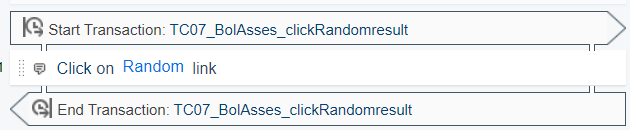 Start Transaction: TC07_BolAsses_clickRandomresult
Click on Random link
End Transaction: TC07_BolAsses_clickRandomresult